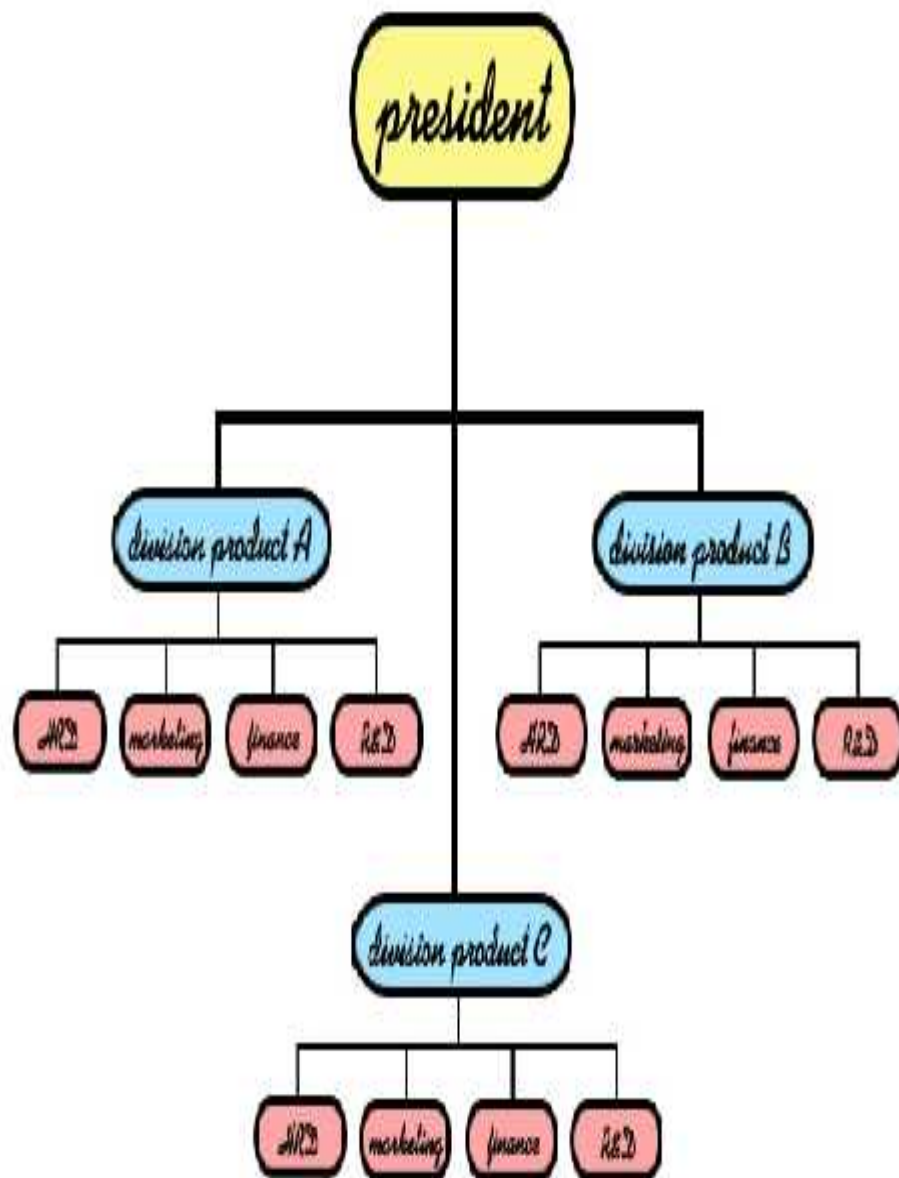 president
division product A
division product B
HRD
marketing
finance
R&D
HRD
marketing
finance
R&D
division product C
HRD
marketing
finance
R&D